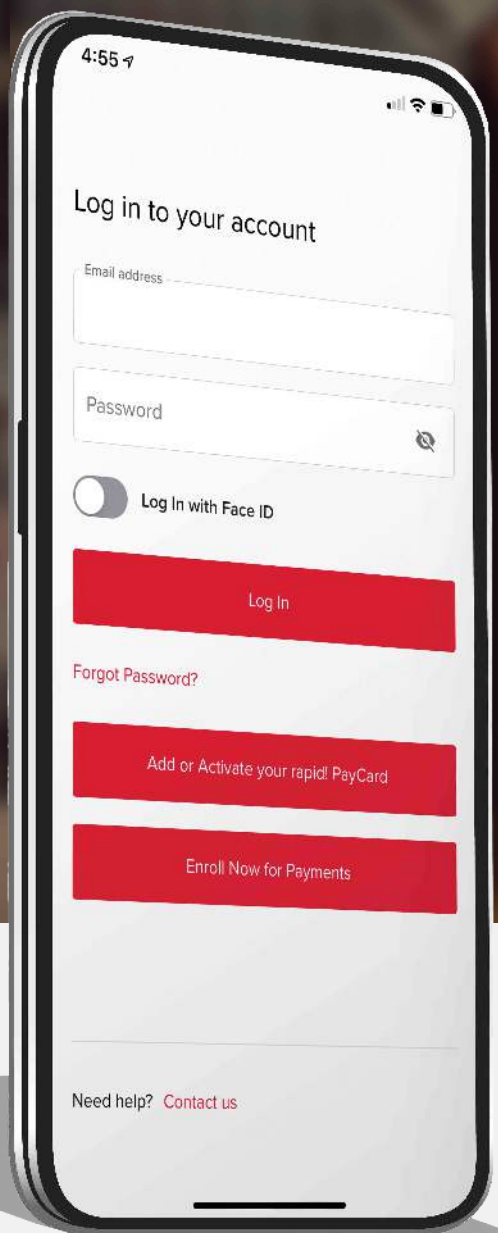 4:55
Log in to your account
Email address
Password
Log In with Face ID
Log In
Forgot Password?
Add or Activate your rapid! PayCard
Enroll Now for Payments
Need help? Contact us